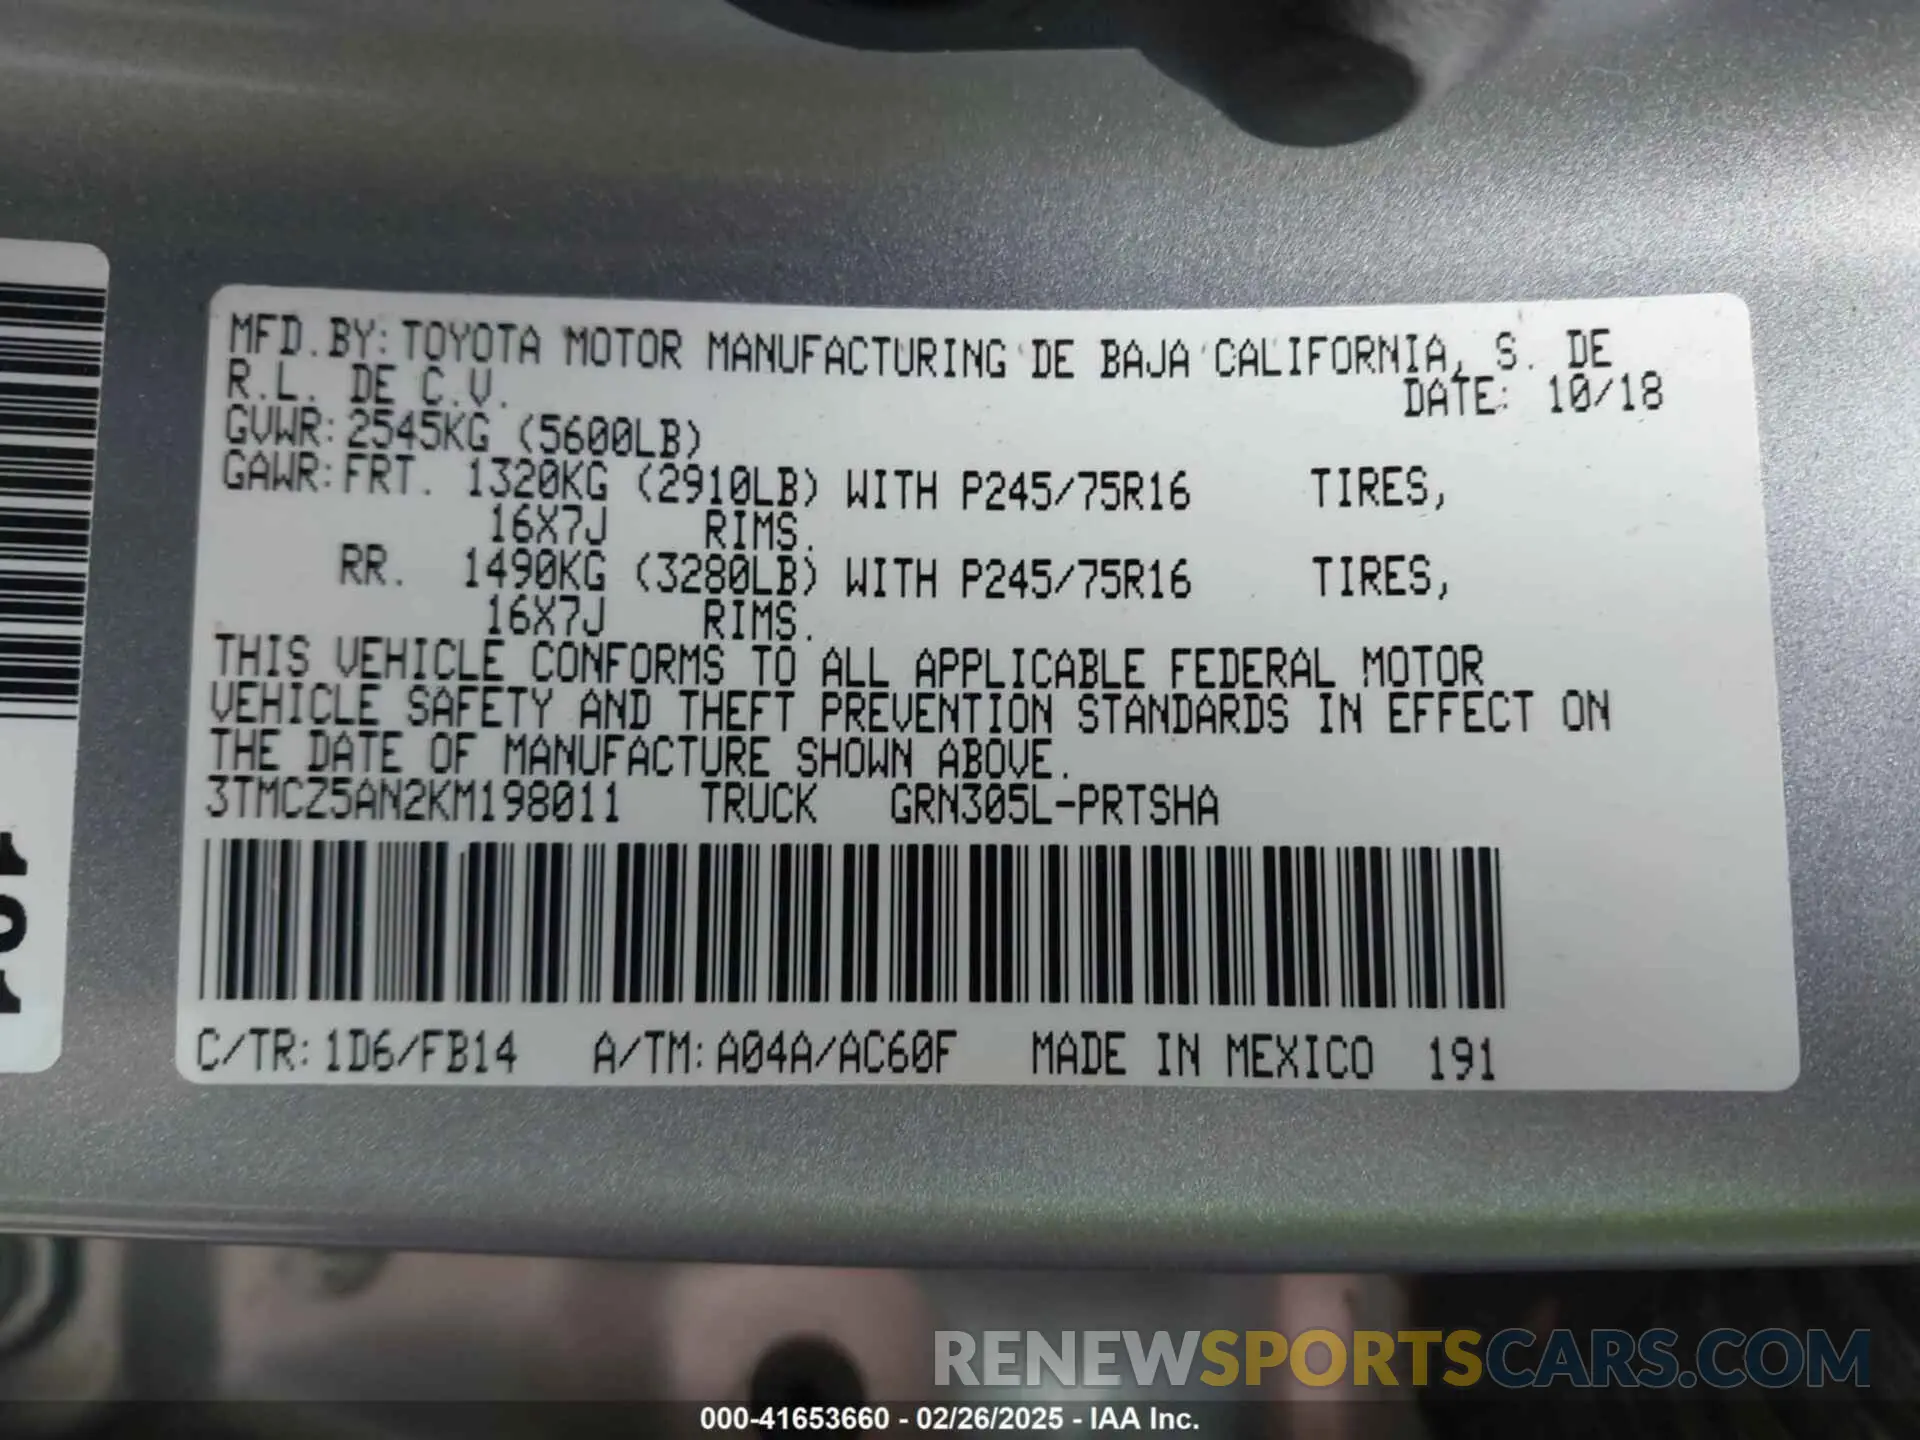 MFD.BY:TOYOTA MOTOR MANUFACTURING DE BAJA CALIFORNIA, S. DE
R.L. DE C.V.
DATE: 10/18
GVWR:2545KG (5600LB)
GAWR:FRT. 1320KG (2910LB) WITH P245/75R16 TIRES,
16X7J RIMS.
RR. 1490KG (3280LB) WITH P245/75R16 TIRES,
16X7J RIMS.
THIS VEHICLE CONFORMS TO ALL APPLICABLE FEDERAL MOTOR
VEHICLE SAFETY AND THEFT PREVENTION STANDARDS IN EFFECT ON
THE DATE OF MANUFACTURE SHOWN ABOVE.
3TMCZ5AN2KM198011 TRUCK GRN305L-PRTSHA
C/TR:1D6/FB14 A/TM:A04A/AC60F MADE IN MEXICO 191
191
RENEWSPORTSCARS.COM
000-41653660 - 02/26/2025 - IAA Inc.